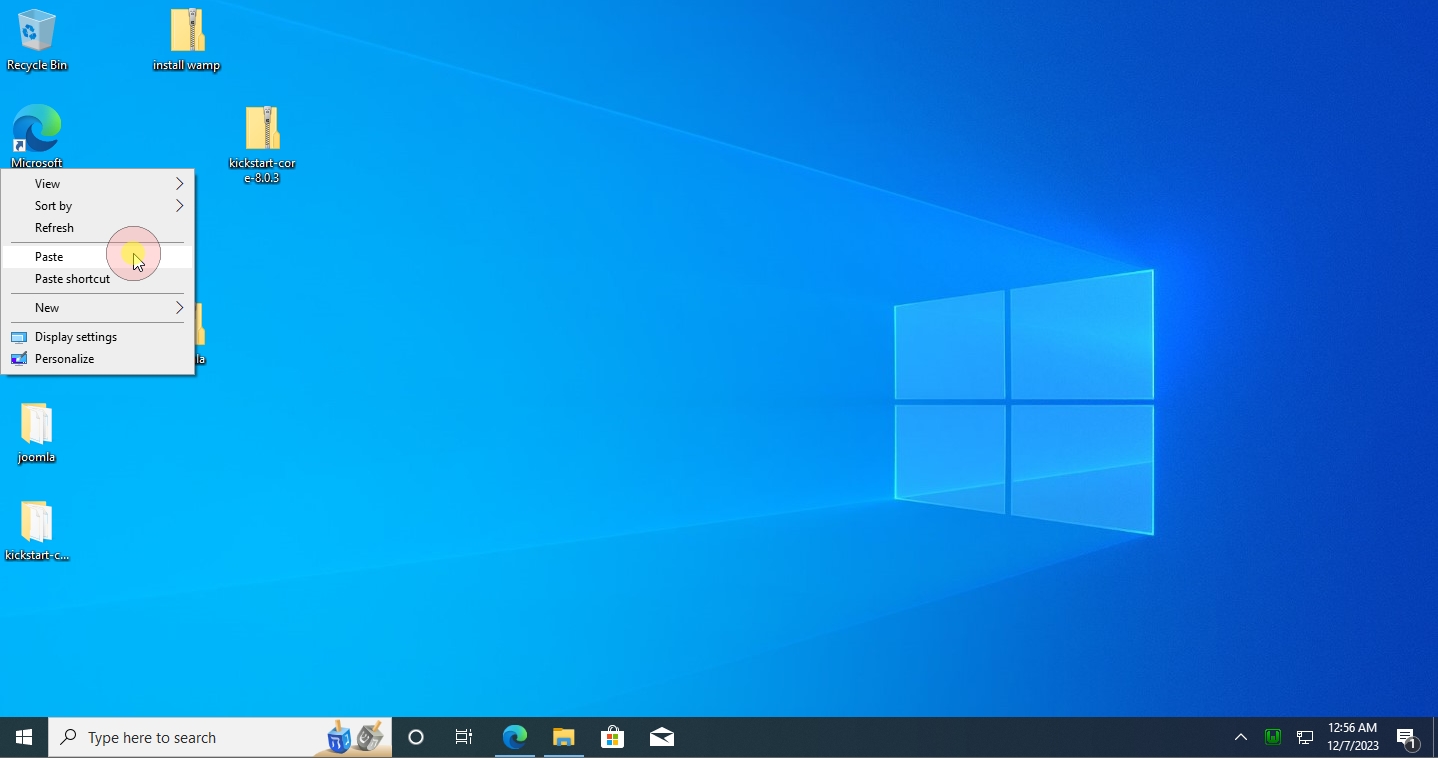 Recycle Bin
install wamp
Microsoft
kickstart-cor
e-8.0.3
View
Sort by
Refresh
Paste
Paste shortcut
New
Display settings
Personalize
la
joomla
kickstart-c...
Type here to search
12:56 AM
12/7/2023
1